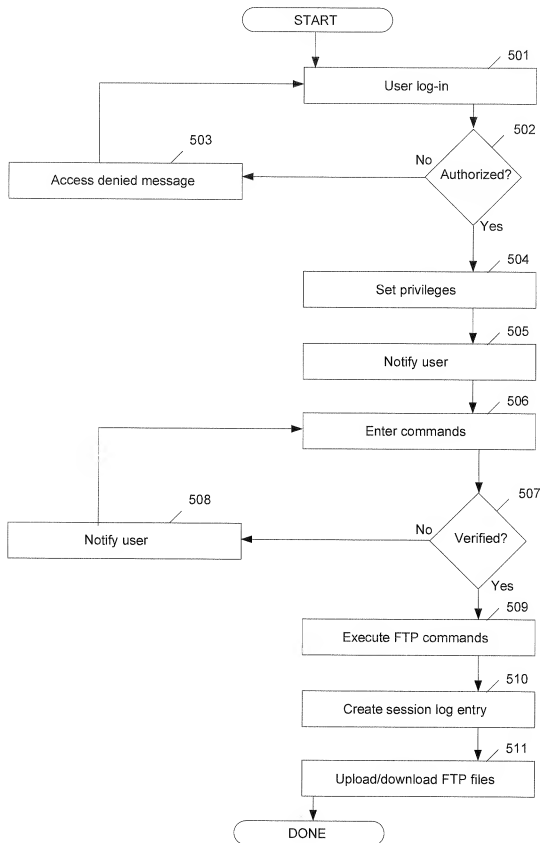 START
501
User log-in
502
503
No
Authorized?
Access denied message
Yes
504
Set privileges
505
Notify user
506
Enter commands
507
508
No
Verified?
Notify user
Yes
509
Execute FTP commands
510
Create session log entry
511
Upload/download FTP files
DONE